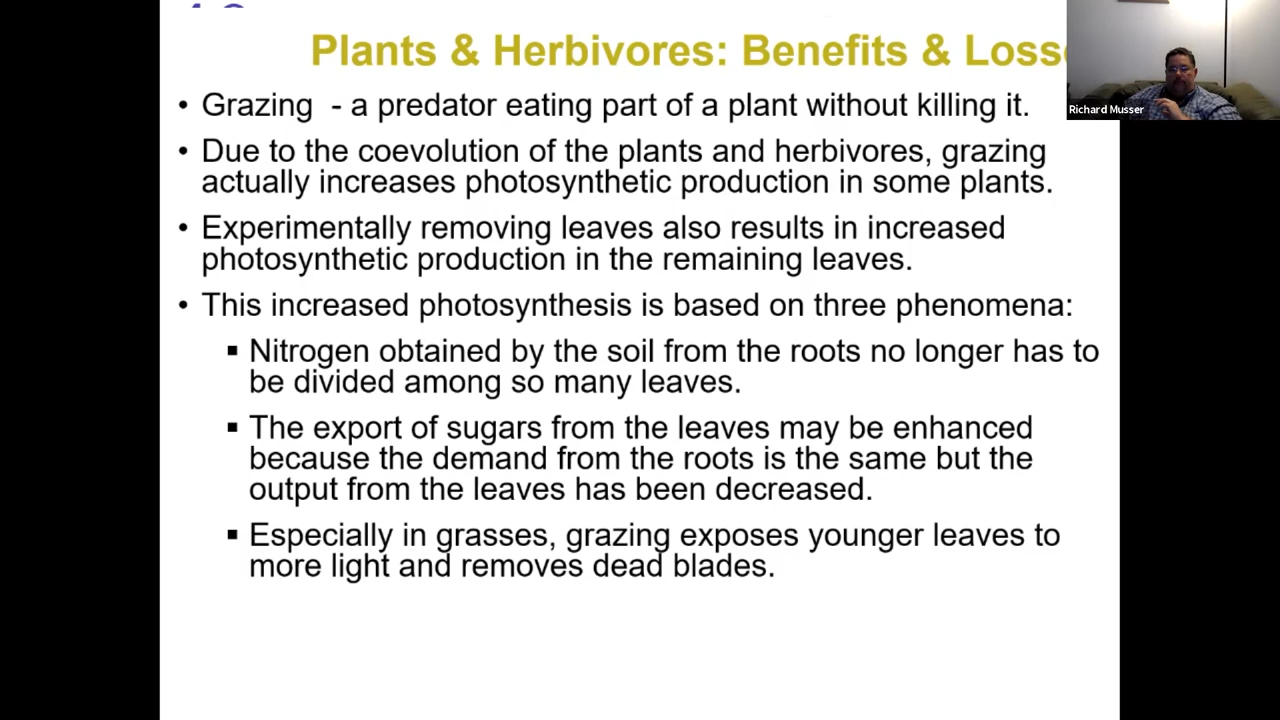 Plants & Herbivores: Benefits & Loss
Richard Musser
• Grazing - a predator eating part of a plant without killing it.
• Due to the coevolution of the plants and herbivores, grazing
actually increases photosynthetic production in some plants.
• Experimentally removing leaves also results in increased
photosynthetic production in the remaining leaves.
• This increased photosynthesis is based on three phenomena:
▪ Nitrogen obtained by the soil from the roots no longer has to
be divided among so many leaves.
▪ The export of sugars from the leaves may be enhanced
because the demand from the roots is the same but the
output from the leaves has been decreased.
▪ Especially in grasses, grazing exposes younger leaves to
more light and removes dead blades.